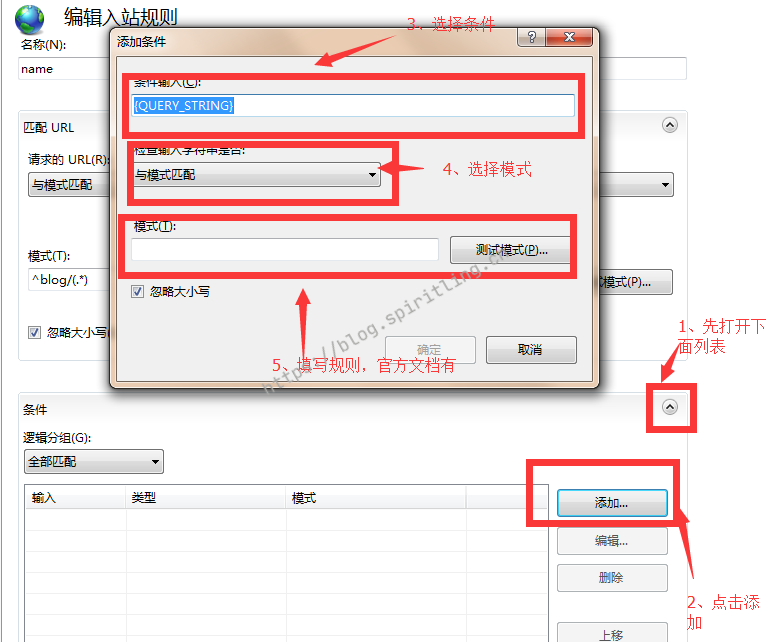 编辑入站规则
3、选择条件
名称(N):
添加条件
name
条件输入(C):
{QUERY_STRING}
匹配 URL
检查输入字符串是否:
请求的 URL(R):
与模式匹配
4、选择模式
与模式匹配
模式(T):
测试模式(P)...
模式(T):
^blog/(.*)
模式(P)...
忽略大小写
1、先打开下
面列表
忽略大小写
确定
取消
5、填写规则，官方文档有
http://blog.spiritling.c
条件
逻辑分组(G):
全部匹配
输入
类型
模式
添加...
编辑...
删除
2、点击添
加
上移